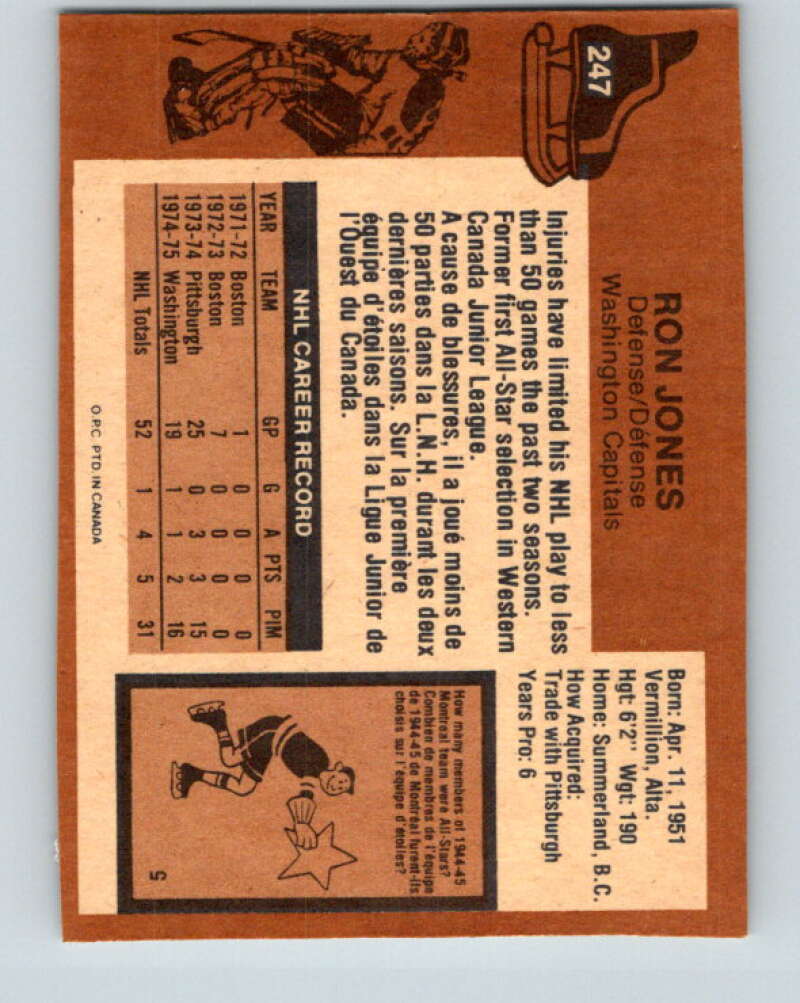 247
RON JONES
Defense/Défense
Washington Capitals
Born: Apr. 11, 1951
Vermillion, Alta.
Hgt: 6'2" Wgt: 190
Home: Summerland, B.C.
How Acquired:
Trade with Pittsburgh
Years Pro: 6
Injuries have limited his NHL play to less
than 50 games the past two seasons.
Former first All-Star selection in Western
Canada Junior League.
A cause de blessures, il a joué moins de
50 parties dans la L.N.H. durant les deux
dernières saisons. Sur la première
équipe d'étoiles dans la Ligue Junior de
l'Ouest du Canada.
NHL CAREER RECORD
YEAR TEAM GP G A PTS PIM
1971-72 Boston 1 0 0 0 0
1972-73 Boston 7 0 0 0 0
1973-74 Pittsburgh 25 0 3 3 15
1974-75 Washington 19 1 1 2 16
NHL Totals 52 1 4 5 31
How many members of 1944-45
Montreal team were All-Stars?
Combien de membres de l'équipe
de 1944-45 de Montréal furent-ils
choisis sur l'équipe d'étoiles?
5
O.P.C. PTD. IN CANADA